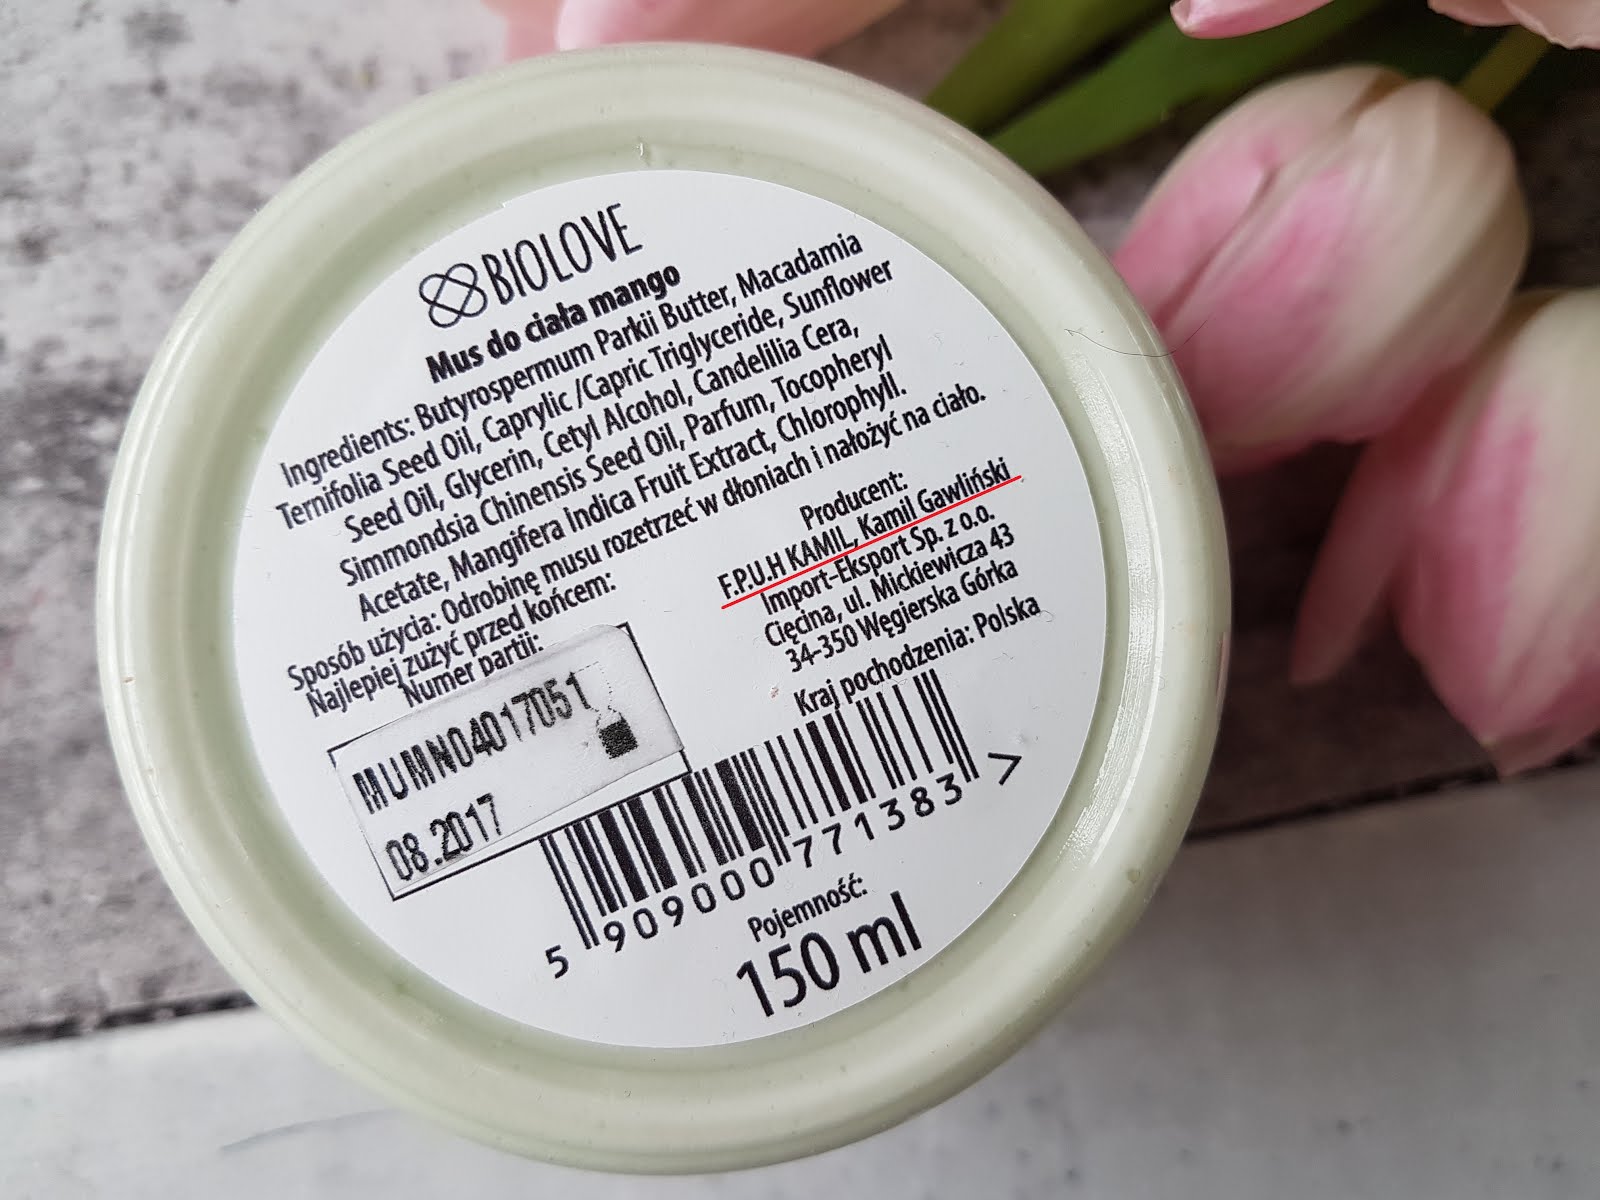 BIOLOVE
Mus do ciała mango
Ingredients: Butyrospermum Parkii Butter, Macadamia
Ternifolia Seed Oil, Caprylic /Capric Triglyceride, Sunflower
Seed Oil, Glycerin, Cetyl Alcohol, Candelilia Cera,
Simmondsia Chinensis Seed Oil, Parfum, Tocopheryl
Acetate, Mangifera Indica Fruit Extract, Chlorophyll.
Sposób użycia: Odrobinę musu rozetrzeć w dłoniach i nałożyć na ciało.
Najlepiej zużyć przed końcem:
Numer partii:
MUMN04017051
08.2017
Producent:
F.P.U.H KAMIL, Kamil Gawliński
Import-Eksport Sp. z o.o.
Cięcina, ul. Mickiewicza 43
34-350 Węgierska Górka
Kraj pochodzenia: Polska
5 909000 771383 >
Pojemność:
150 ml